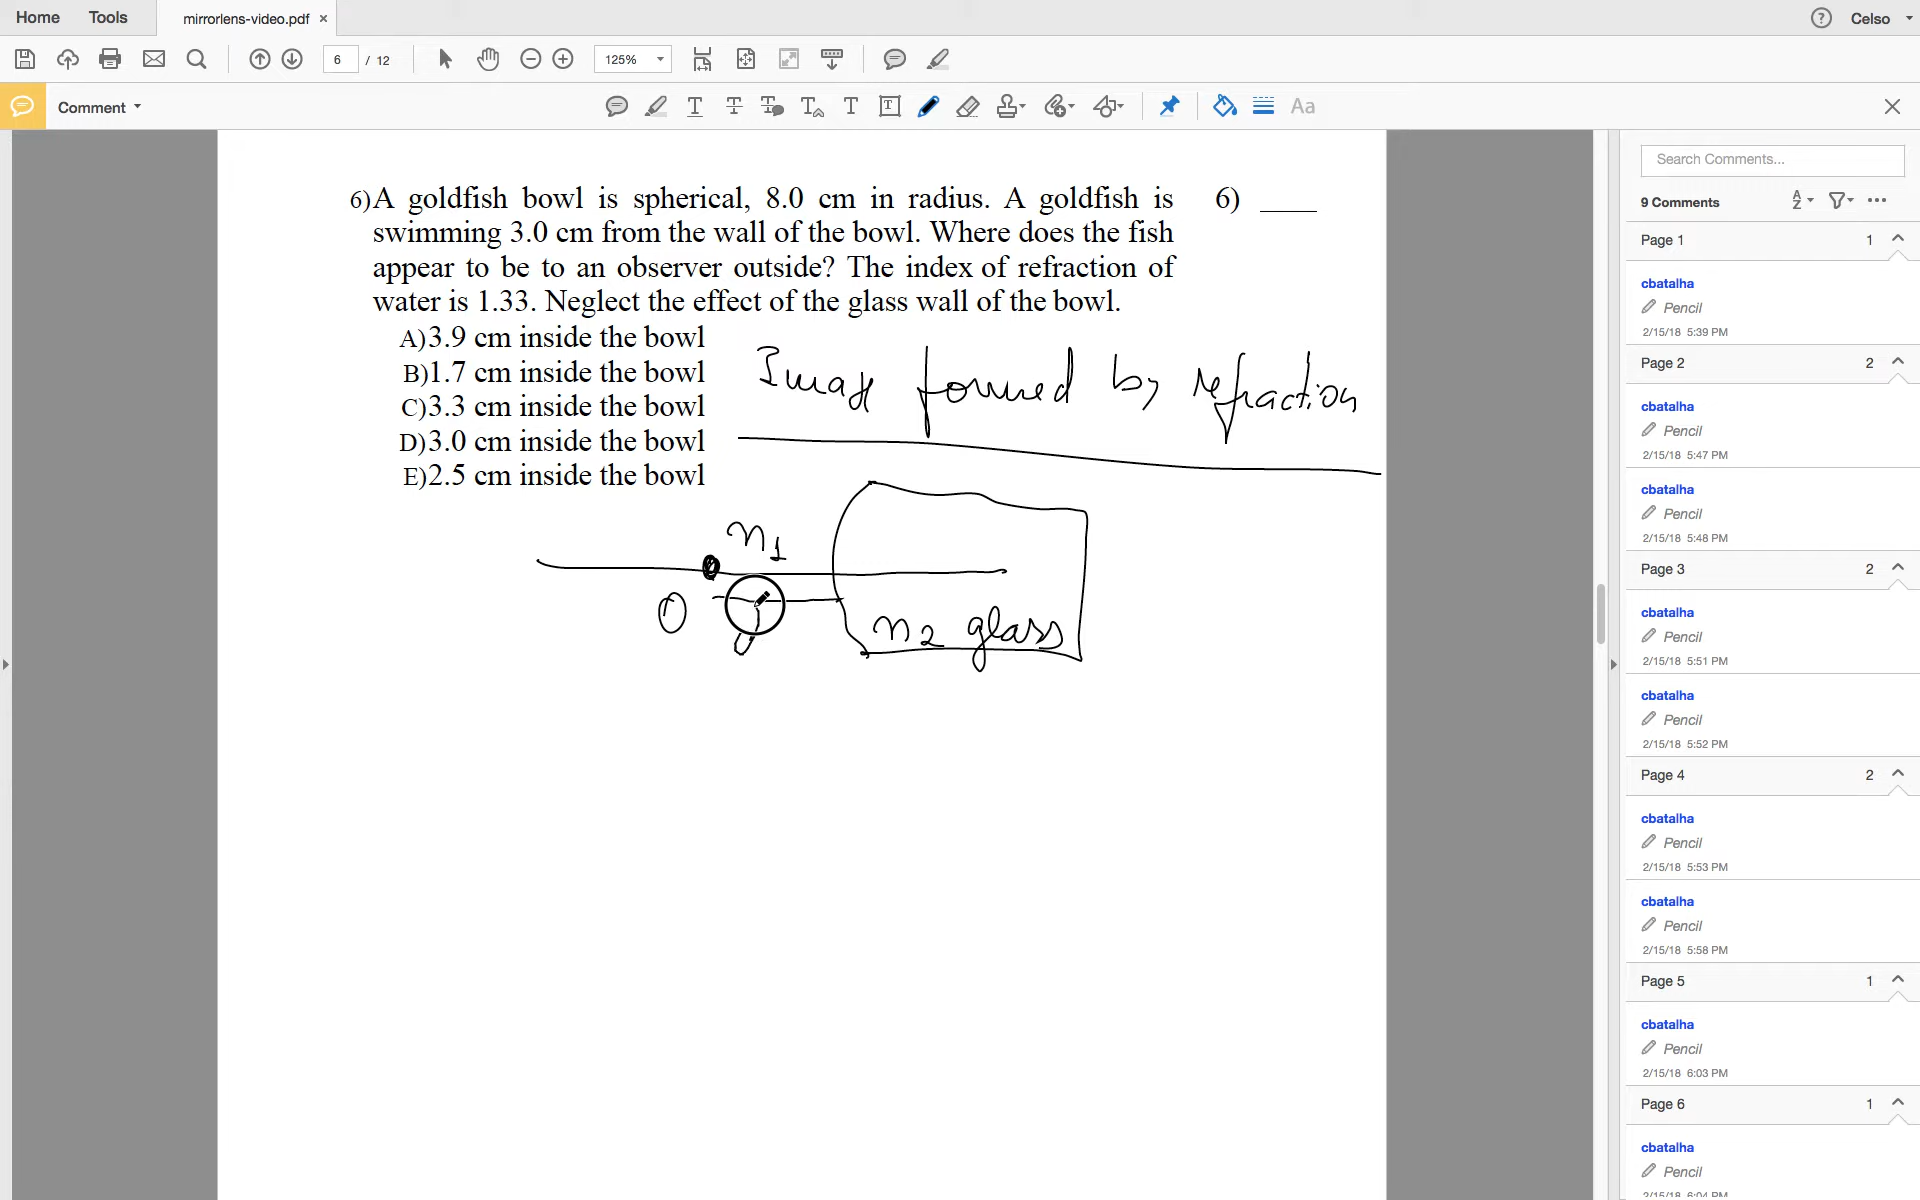 Home Tools mirrorlens-video.pdf × Celso
6 / 12 125%
Comment Aa
6)A goldfish bowl is spherical, 8.0 cm in radius. A goldfish is 6) ____
swimming 3.0 cm from the wall of the bowl. Where does the fish
appear to be to an observer outside? The index of refraction of
water is 1.33. Neglect the effect of the glass wall of the bowl.
A)3.9 cm inside the bowl
B)1.7 cm inside the bowl
C)3.3 cm inside the bowl
D)3.0 cm inside the bowl
E)2.5 cm inside the bowl
Image formed by refraction
n1
O
n2 glass
Search Comments...
9 Comments
Page 1 1
cbatalha
Pencil
2/15/18 5:39 PM
Page 2 2
cbatalha
Pencil
2/15/18 5:47 PM
cbatalha
Pencil
2/15/18 5:48 PM
Page 3 2
cbatalha
Pencil
2/15/18 5:51 PM
cbatalha
Pencil
2/15/18 5:52 PM
Page 4 2
cbatalha
Pencil
2/15/18 5:53 PM
cbatalha
Pencil
2/15/18 5:58 PM
Page 5 1
cbatalha
Pencil
2/15/18 6:03 PM
Page 6 1
cbatalha
Pencil
2/15/18 6:04 PM